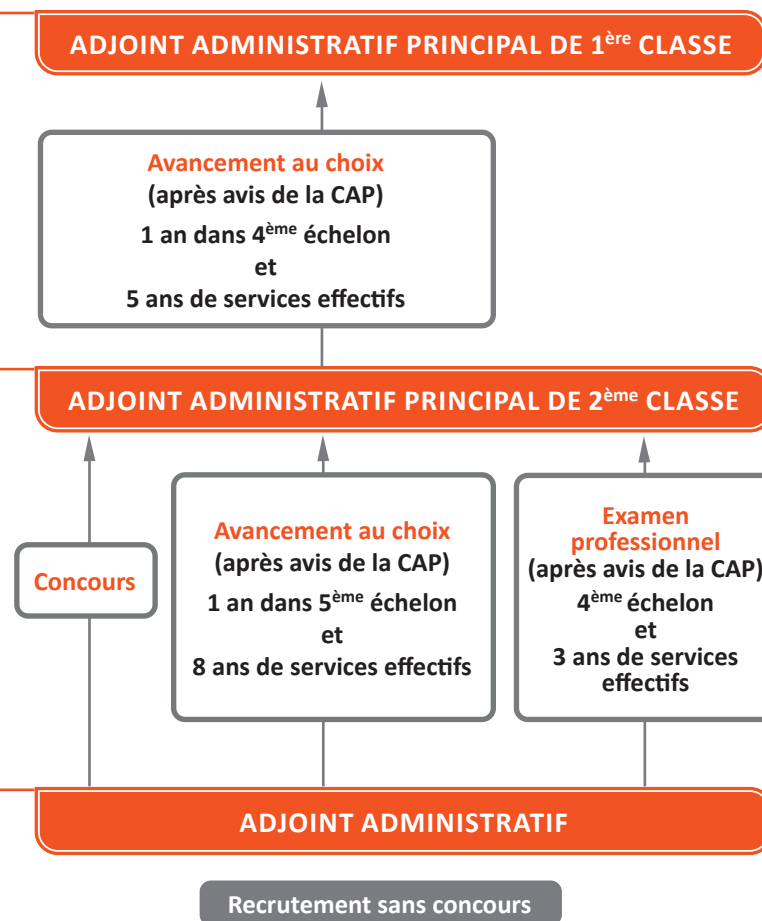 ADJOINT ADMINISTRATIF PRINCIPAL DE 1ère CLASSE
Avancement au choix
(après avis de la CAP)
1 an dans 4ème échelon
et
5 ans de services effectifs
ADJOINT ADMINISTRATIF PRINCIPAL DE 2ème CLASSE
Concours
Avancement au choix
(après avis de la CAP)
1 an dans 5ème échelon
et
8 ans de services effectifs
Examen
professionnel
(après avis de la CAP)
4ème échelon
et
3 ans de services
effectifs
ADJOINT ADMINISTRATIF
Recrutement sans concours